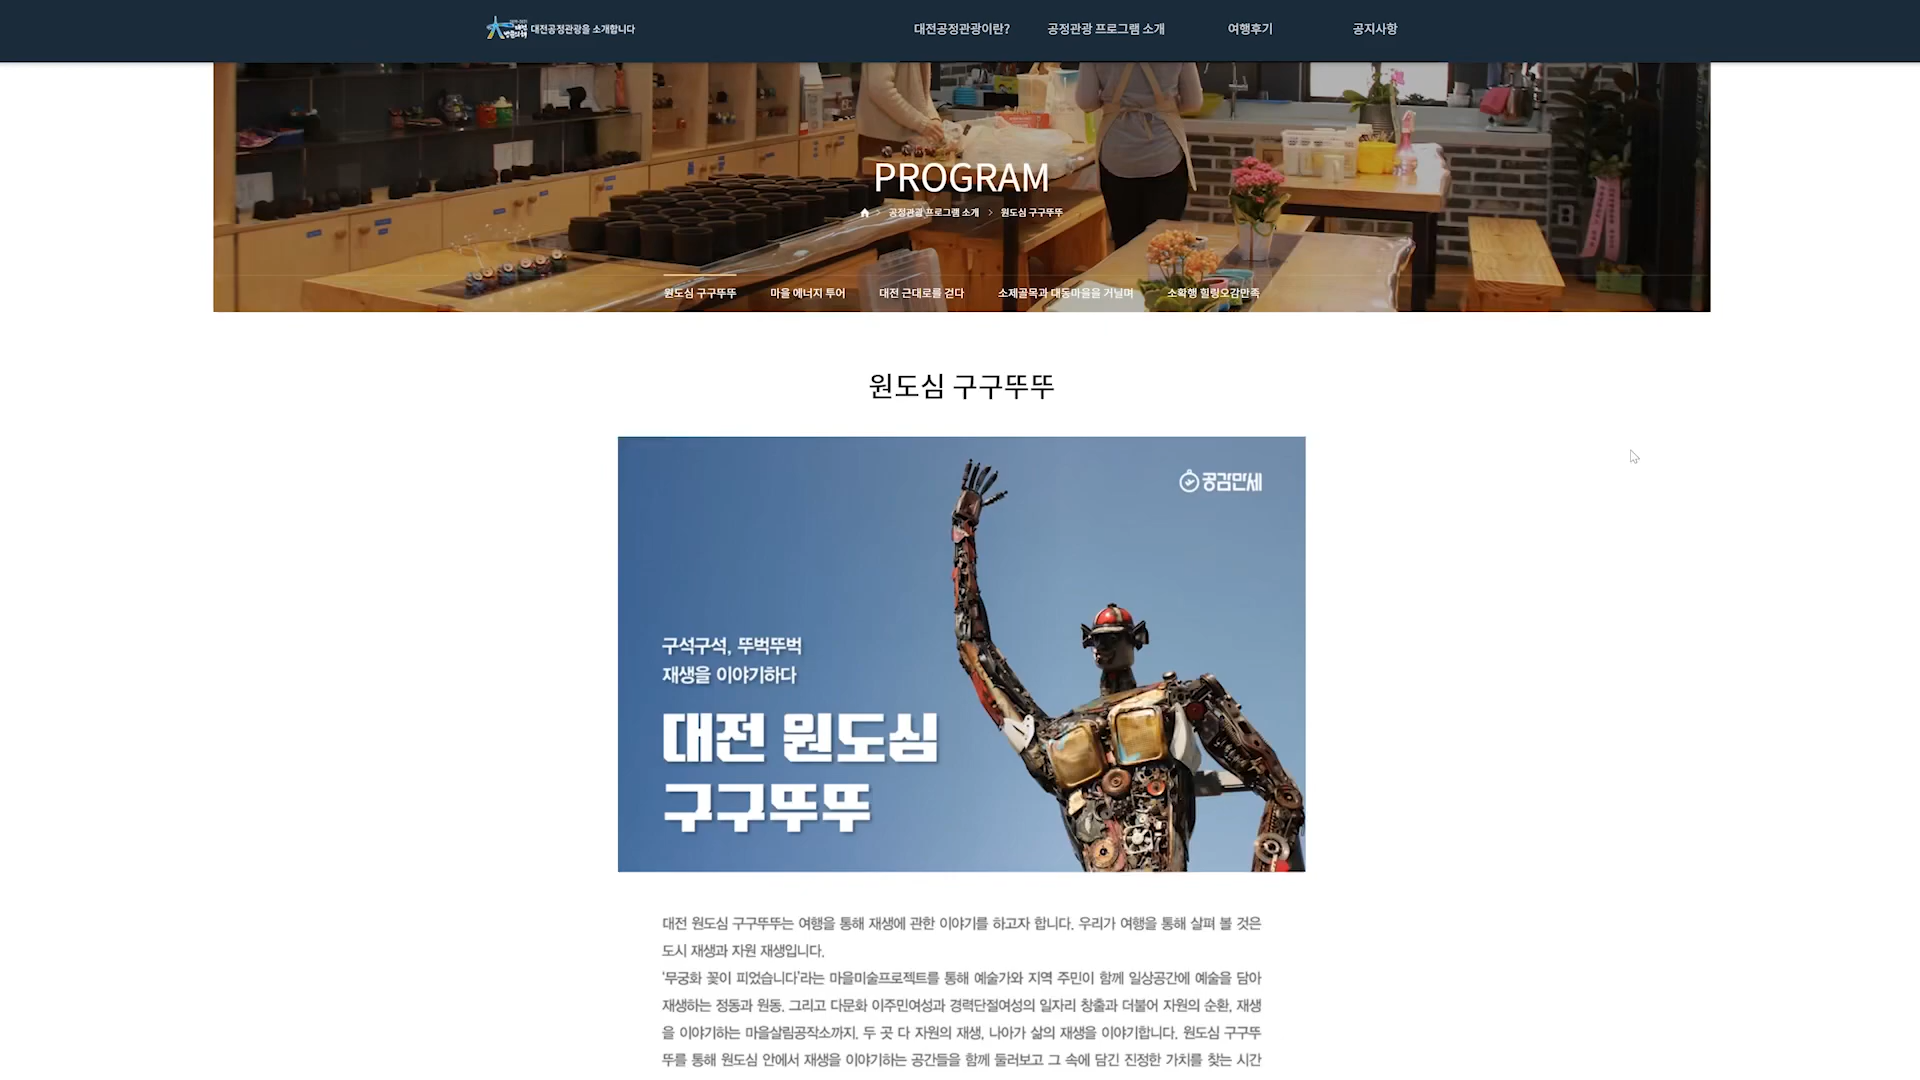 대전공정관광을 소개합니다
대전공정관광이란?
공정관광 프로그램 소개
여행후기
공지사항
PROGRAM
공정관광 프로그램 소개 > 원도심 구구뚜뚜
원도심 구구뚜뚜
마을 에너지 투어
대전 근대로를 걷다
소제골목과 대동마을을 거닐며
소확행 힐링오감만족
원도심 구구뚜뚜
공감만세
구석구석, 뚜벅뚜벅
재생을 이야기하다
대전 원도심
구구뚜뚜
대전 원도심 구구뚜뚜는 여행을 통해 재생에 관한 이야기를 하고자 합니다. 우리가 여행을 통해 살펴 볼 것은
도시 재생과 자원 재생입니다.
'무궁화 꽃이 피었습니다'라는 마을미술프로젝트를 통해 예술가와 지역 주민이 함께 일상공간에 예술을 담아
재생하는 정동과 원동, 그리고 다문화 이주민여성과 경력단절여성의 일자리 창출과 더불어 자원의 순환, 재생
을 이야기하는 마을살림공작소까지. 두 곳 다 자원의 재생, 나아가 삶의 재생을 이야기합니다. 원도심 구구뚜
뚜를 통해 원도심 안에서 재생을 이야기하는 공간들을 함께 둘러보고 그 속에 담긴 진정한 가치를 찾는 시간